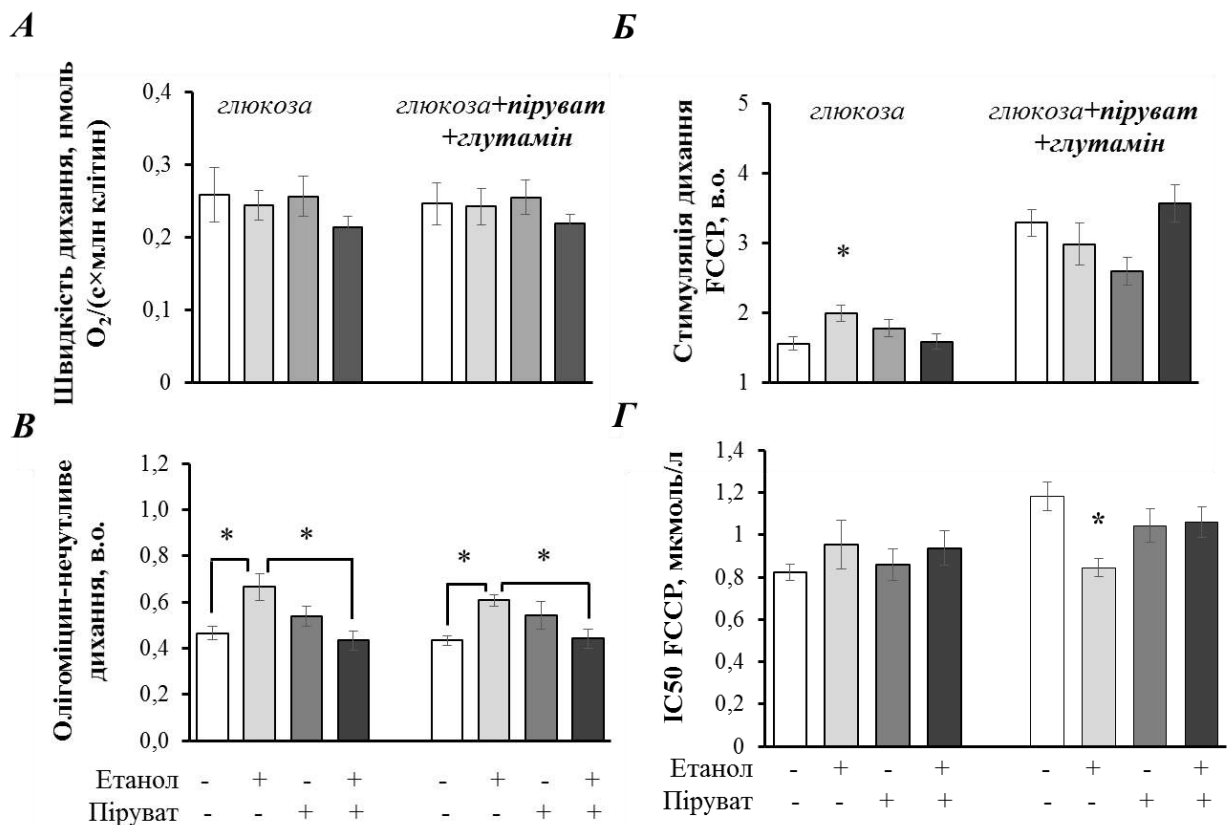 А
Швидкість дихання, нмоль
O₂/(с×млн клітин)
0,4
0,3
0,2
0,1
0
глюкоза
глюкоза+піруват
+глутамін
Б
Стимуляція дихання
FCCP, в.о.
5
4
3
2
1
глюкоза
глюкоза+піруват
+глутамін
*
В
Олігоміцин-нечутливе
дихання, в.о.
1,2
1,0
0,8
0,6
0,4
0,2
0,0
* * * *
Етанол - + - + - + - +
Піруват - - + + - - + +
Г
IC50 FCCP, мкмоль/л
1,4
1,2
1
0,8
0,6
0,4
0,2
0
*
Етанол - + - + - + - +
Піруват - - + + - - + +